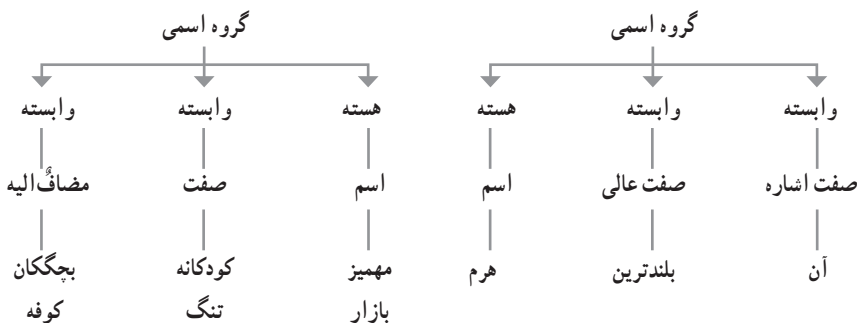 گروه اسمی گروه اسمی
وابسته وابسته هسته هسته وابسته وابسته
صفت اشاره صفت عالی اسم اسم صفت مضافٌ الیه
آن بلندترین هرم مهمیز کودکانه بچگکان
بازار تنگ کوفه